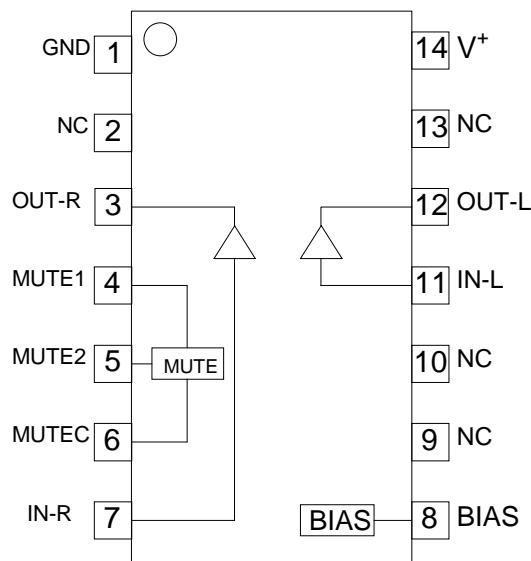 GND 1
NC 2
OUT-R 3
MUTE1 4
MUTE2 5
MUTEC 6
IN-R 7
MUTE
BIAS
14 V+
13 NC
12 OUT-L
11 IN-L
10 NC
9 NC
8 BIAS